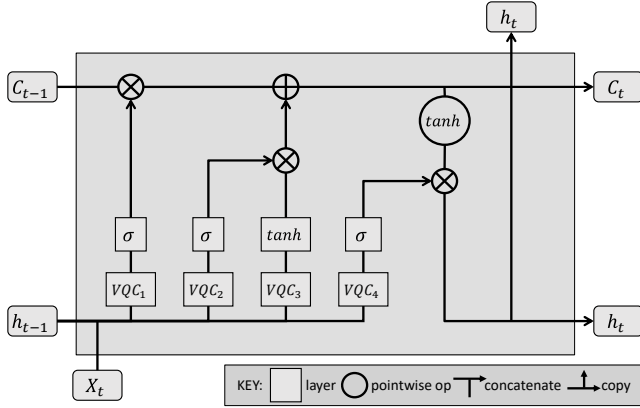 h_t
C_{t-1}
C_t
tanh
σ
σ
tanh
σ
VQC_1
VQC_2
VQC_3
VQC_4
h_{t-1}
h_t
X_t
KEY: layer pointwise op concatenate copy